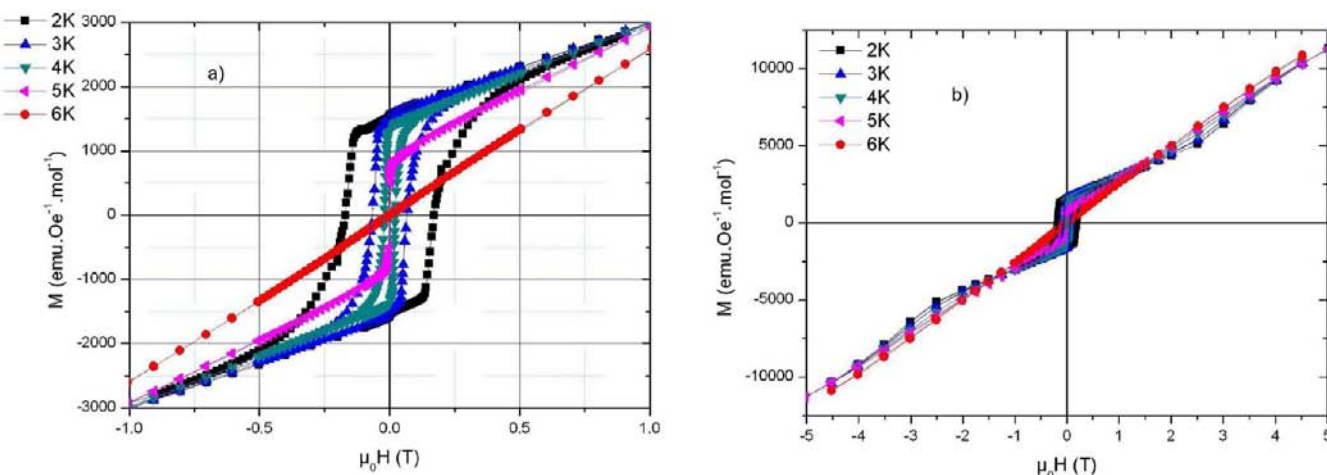 2K
3K
4K
5K
6K
a)
3000
2000
1000
0
-1000
-2000
-3000
M (emu.Oe⁻¹.mol⁻¹)
-1.0 -0.5 0.0 0.5 1.0
μ₀H (T)
2K
3K
4K
5K
6K
b)
10000
5000
0
-5000
-10000
M (emu.Oe⁻¹.mol⁻¹)
-5 -4 -3 -2 -1 0 1 2 3 4 5
μ₀H (T)